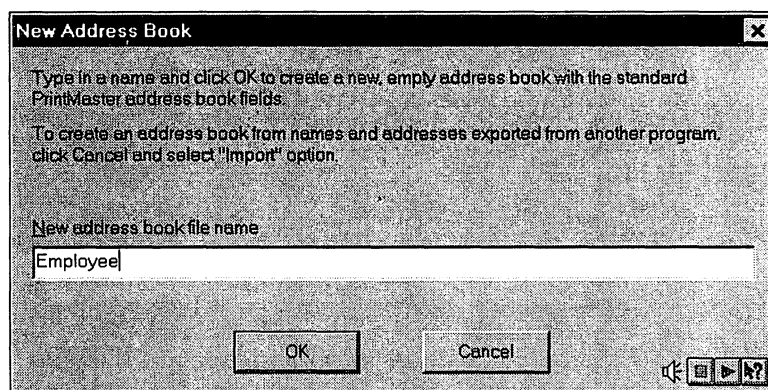 New Address Book
Type in a name and click OK to create a new, empty address book with the standard
PrintMaster address book fields.
To create an address book from names and addresses exported from another program,
click Cancel and select "Import" option.
New address book file name
Employee
OK
Cancel